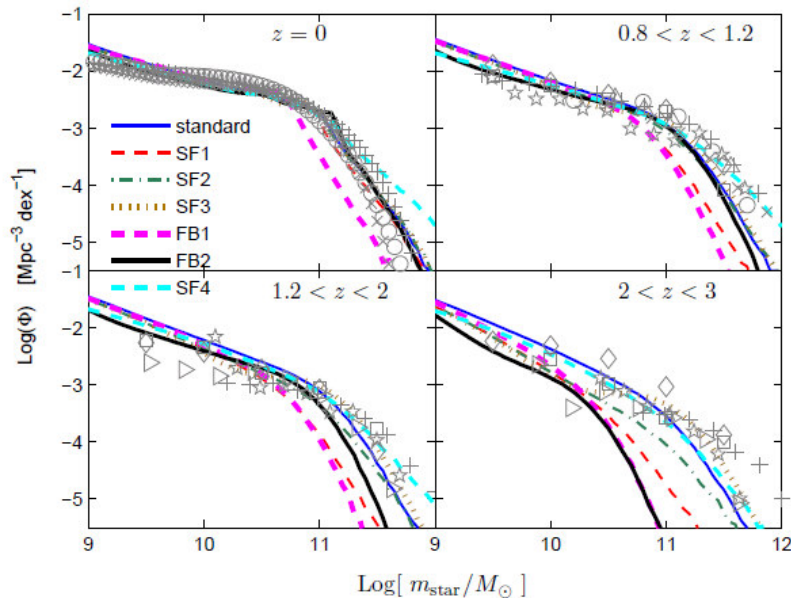 −1
z = 0
0.8 < z < 1.2
−2
−3
standard
SF1
SF2
−4
SF3
FB1
−5
FB2
−1
SF4
1.2 < z < 2
2 < z < 3
−2
−3
−4
−5
9 10 11 9 10 11 12
Log(Φ) [Mpc⁻³ dex⁻¹]
Log[ m_star/M_⊙ ]